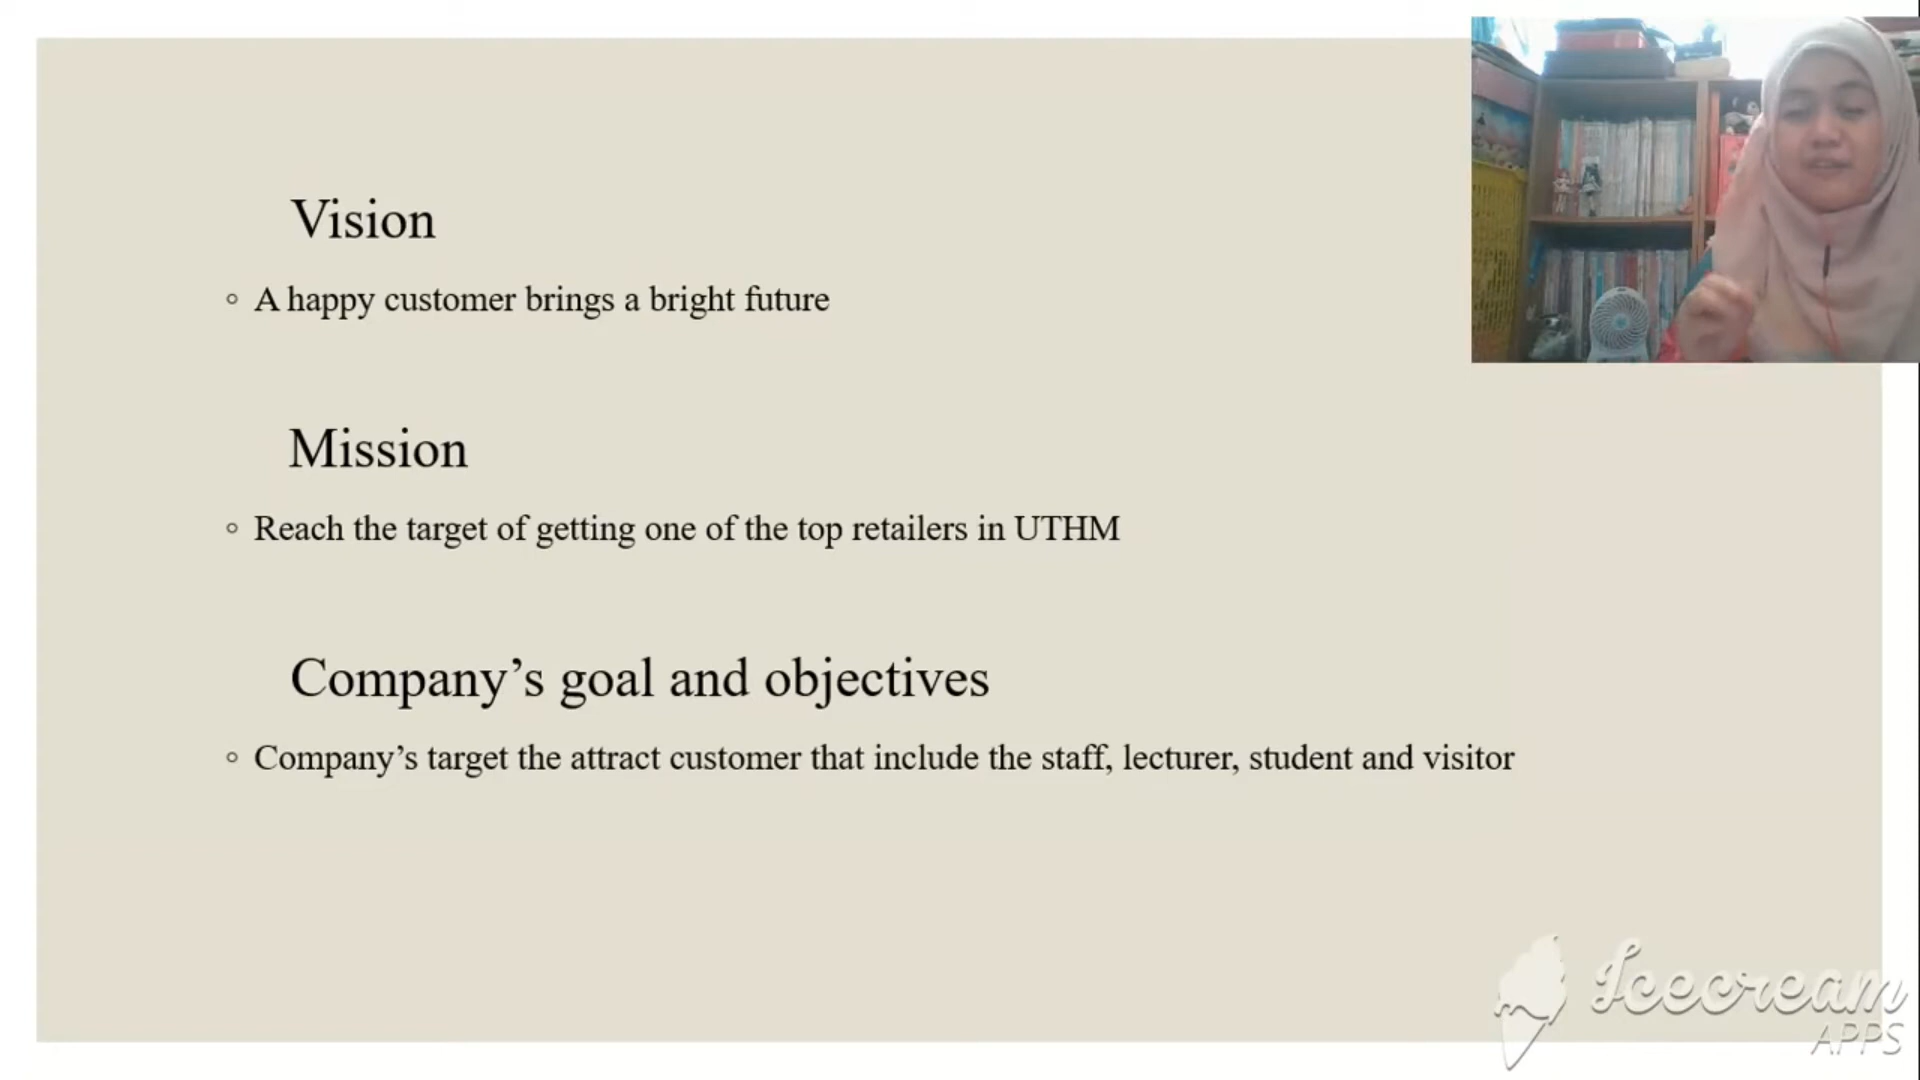 Vision
◦ A happy customer brings a bright future
Mission
◦ Reach the target of getting one of the top retailers in UTHM
Company’s goal and objectives
◦ Company’s target the attract customer that include the staff, lecturer, student and visitor
Icecream
APPS